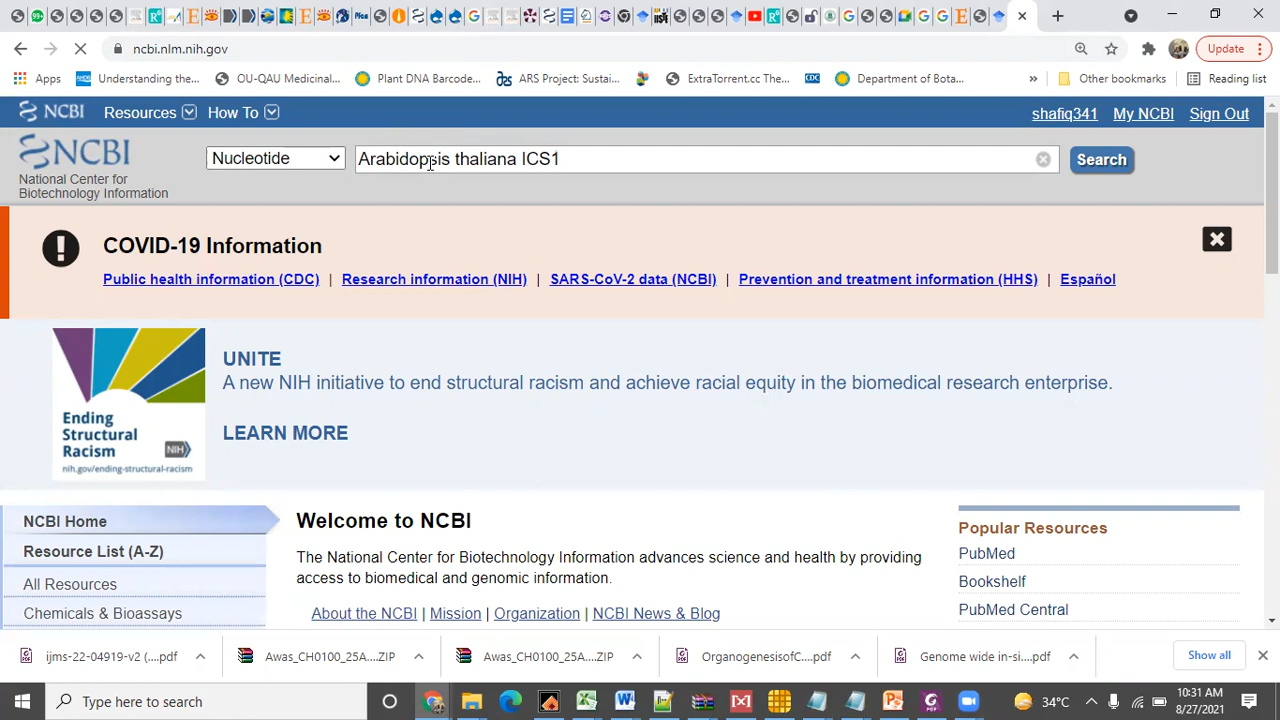 Update
ncbi.nlm.nih.gov
Apps
Understanding the...
OU-QAU Medicinal...
Plant DNA Barcode...
ARS Project: Sustai...
ExtraTorrent.cc The...
CDC
Department of Bota...
»
Other bookmarks
Reading list
NCBI
Resources
How To
shafiq341
My NCBI
Sign Out
NCBI
National Center for
Biotechnology Information
Nucleotide
Arabidopsis thaliana ICS1
Search
COVID-19 Information
Public health information (CDC) | Research information (NIH) | SARS-CoV-2 data (NCBI) | Prevention and treatment information (HHS) | Español
Ending
Structural
Racism
NIH
nih.gov/ending-structural-racism
UNITE
A new NIH initiative to end structural racism and achieve racial equity in the biomedical research enterprise.
LEARN MORE
NCBI Home
Resource List (A-Z)
All Resources
Chemicals & Bioassays
Welcome to NCBI
The National Center for Biotechnology Information advances science and health by providing
access to biomedical and genomic information.
About the NCBI | Mission | Organization | NCBI News & Blog
Popular Resources
PubMed
Bookshelf
PubMed Central
ijms-22-04919-v2 (....pdf
Awas_CH0100_25A....ZIP
Awas_CH0100_25A....ZIP
OrganogenesisofC....pdf
Genome wide in-si....pdf
Show all
Type here to search
34°C
10:31 AM
8/27/2021